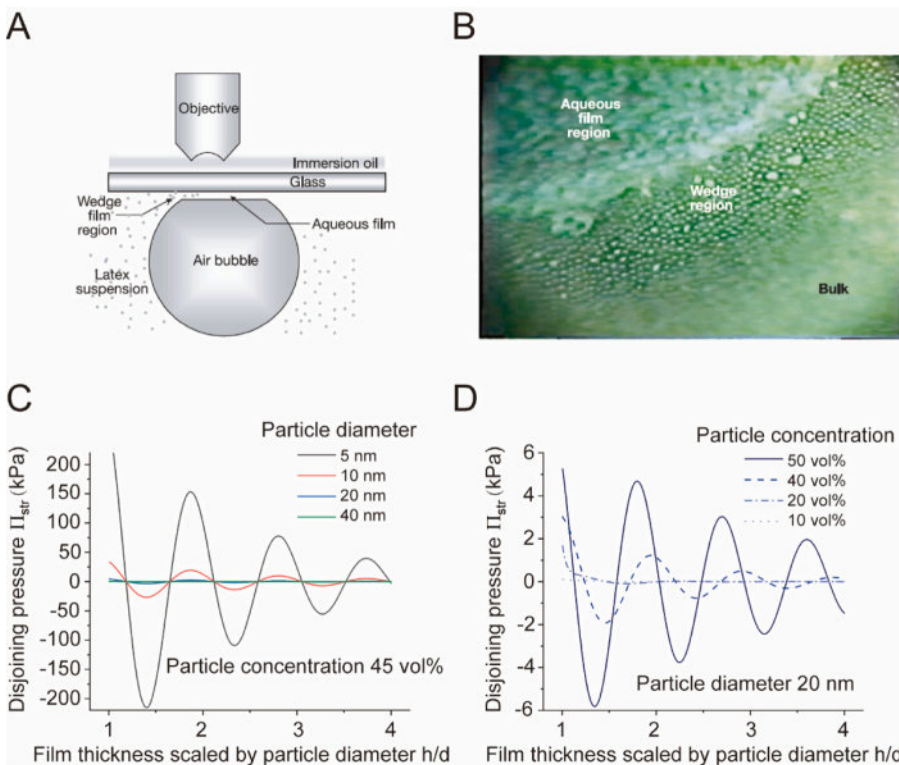 A
Objective
Immersion oil
Glass
Wedge
film
region
Aqueous film
Air bubble
Latex
suspension
B
Aqueous
film
region
Wedge
region
Bulk
C
Particle diameter
5 nm
10 nm
20 nm
40 nm
Disjoining pressure Πstr (kPa)
200
150
100
50
0
-50
-100
-150
-200
Particle concentration 45 vol%
1 2 3 4
Film thickness scaled by particle diameter h/d
D
Particle concentration
50 vol%
40 vol%
20 vol%
10 vol%
Disjoining pressure Πstr (kPa)
6
4
2
0
-2
-4
-6
Particle diameter 20 nm
1 2 3 4
Film thickness scaled by particle diameter h/d